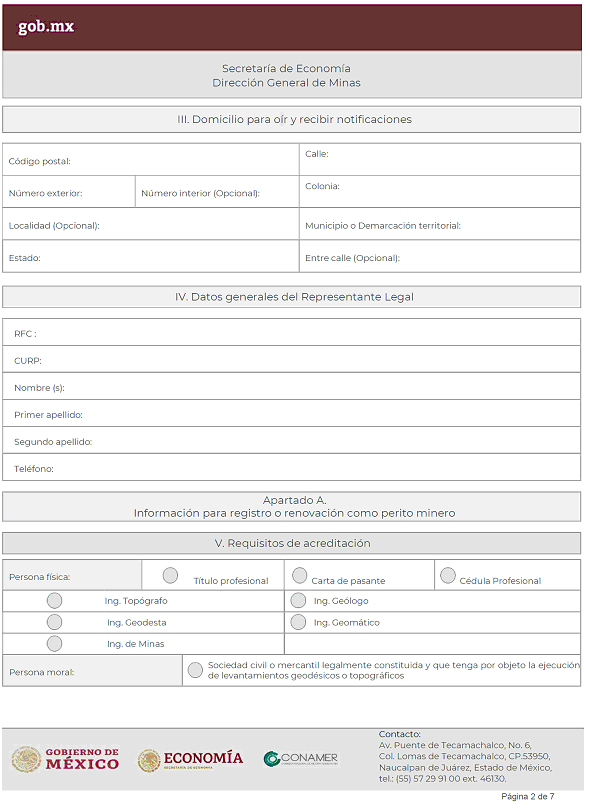 gob.mx
Secretaría de Economía
Dirección General de Minas
III. Domicilio para oír y recibir notificaciones
Código postal:
Calle:
Número exterior:
Número interior (Opcional):
Colonia:
Localidad (Opcional):
Municipio o Demarcación territorial:
Estado:
Entre calle (Opcional):
IV. Datos generales del Representante Legal
RFC :
CURP:
Nombre (s):
Primer apellido:
Segundo apellido:
Teléfono:
Apartado A.
Información para registro o renovación como perito minero
V. Requisitos de acreditación
Persona física:
Título profesional
Carta de pasante
Cédula Profesional
Ing. Topógrafo
Ing. Geólogo
Ing. Geodesta
Ing. Geomático
Ing. de Minas
Persona moral:
Sociedad civil o mercantil legalmente constituida y que tenga por objeto la ejecución
de levantamientos geodésicos o topográficos
GOBIERNO DE
MÉXICO
ECONOMÍA
SECRETARÍA DE ECONOMÍA
CONAMER
Contacto:
Av. Puente de Tecamachalco, No. 6,
Col. Lomas de Tecamachalco, CP.53950,
Naucalpan de Juárez, Estado de México,
tel.: (55) 57 29 91 00 ext. 46130.
Página 2 de 7